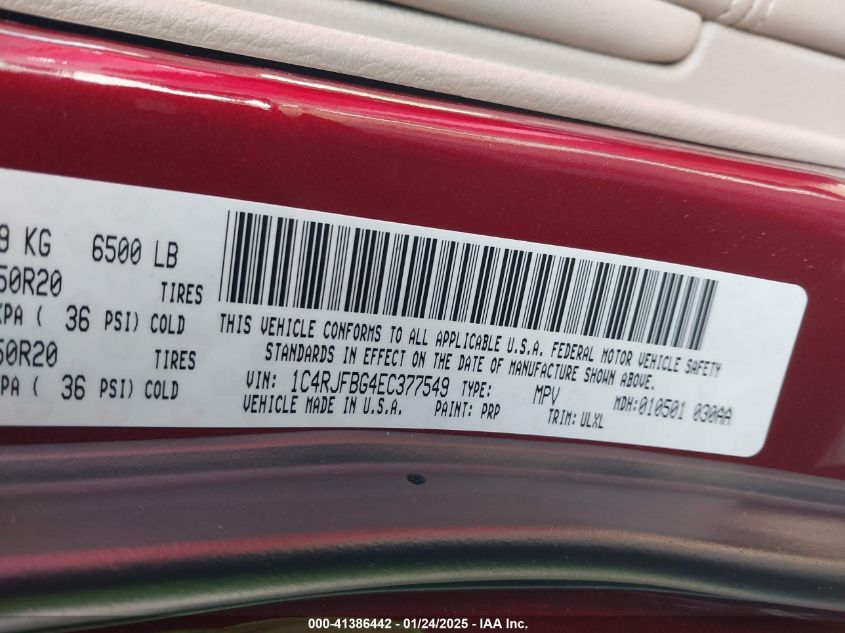 9 KG 6500 LB
50R20 TIRES
KPA ( 36 PSI) COLD
50R20 TIRES
PA ( 36 PSI) COLD
THIS VEHICLE CONFORMS TO ALL APPLICABLE U.S.A. FEDERAL MOTOR VEHICLE SAFETY
STANDARDS IN EFFECT ON THE DATE OF MANUFACTURE SHOWN ABOVE.
VIN: 1C4RJFBG4EC377549 TYPE: MPV MDH:010501 030AA
VEHICLE MADE IN U.S.A. PAINT: PRP TRIM: ULXL
000-41386442 - 01/24/2025 - IAA Inc.